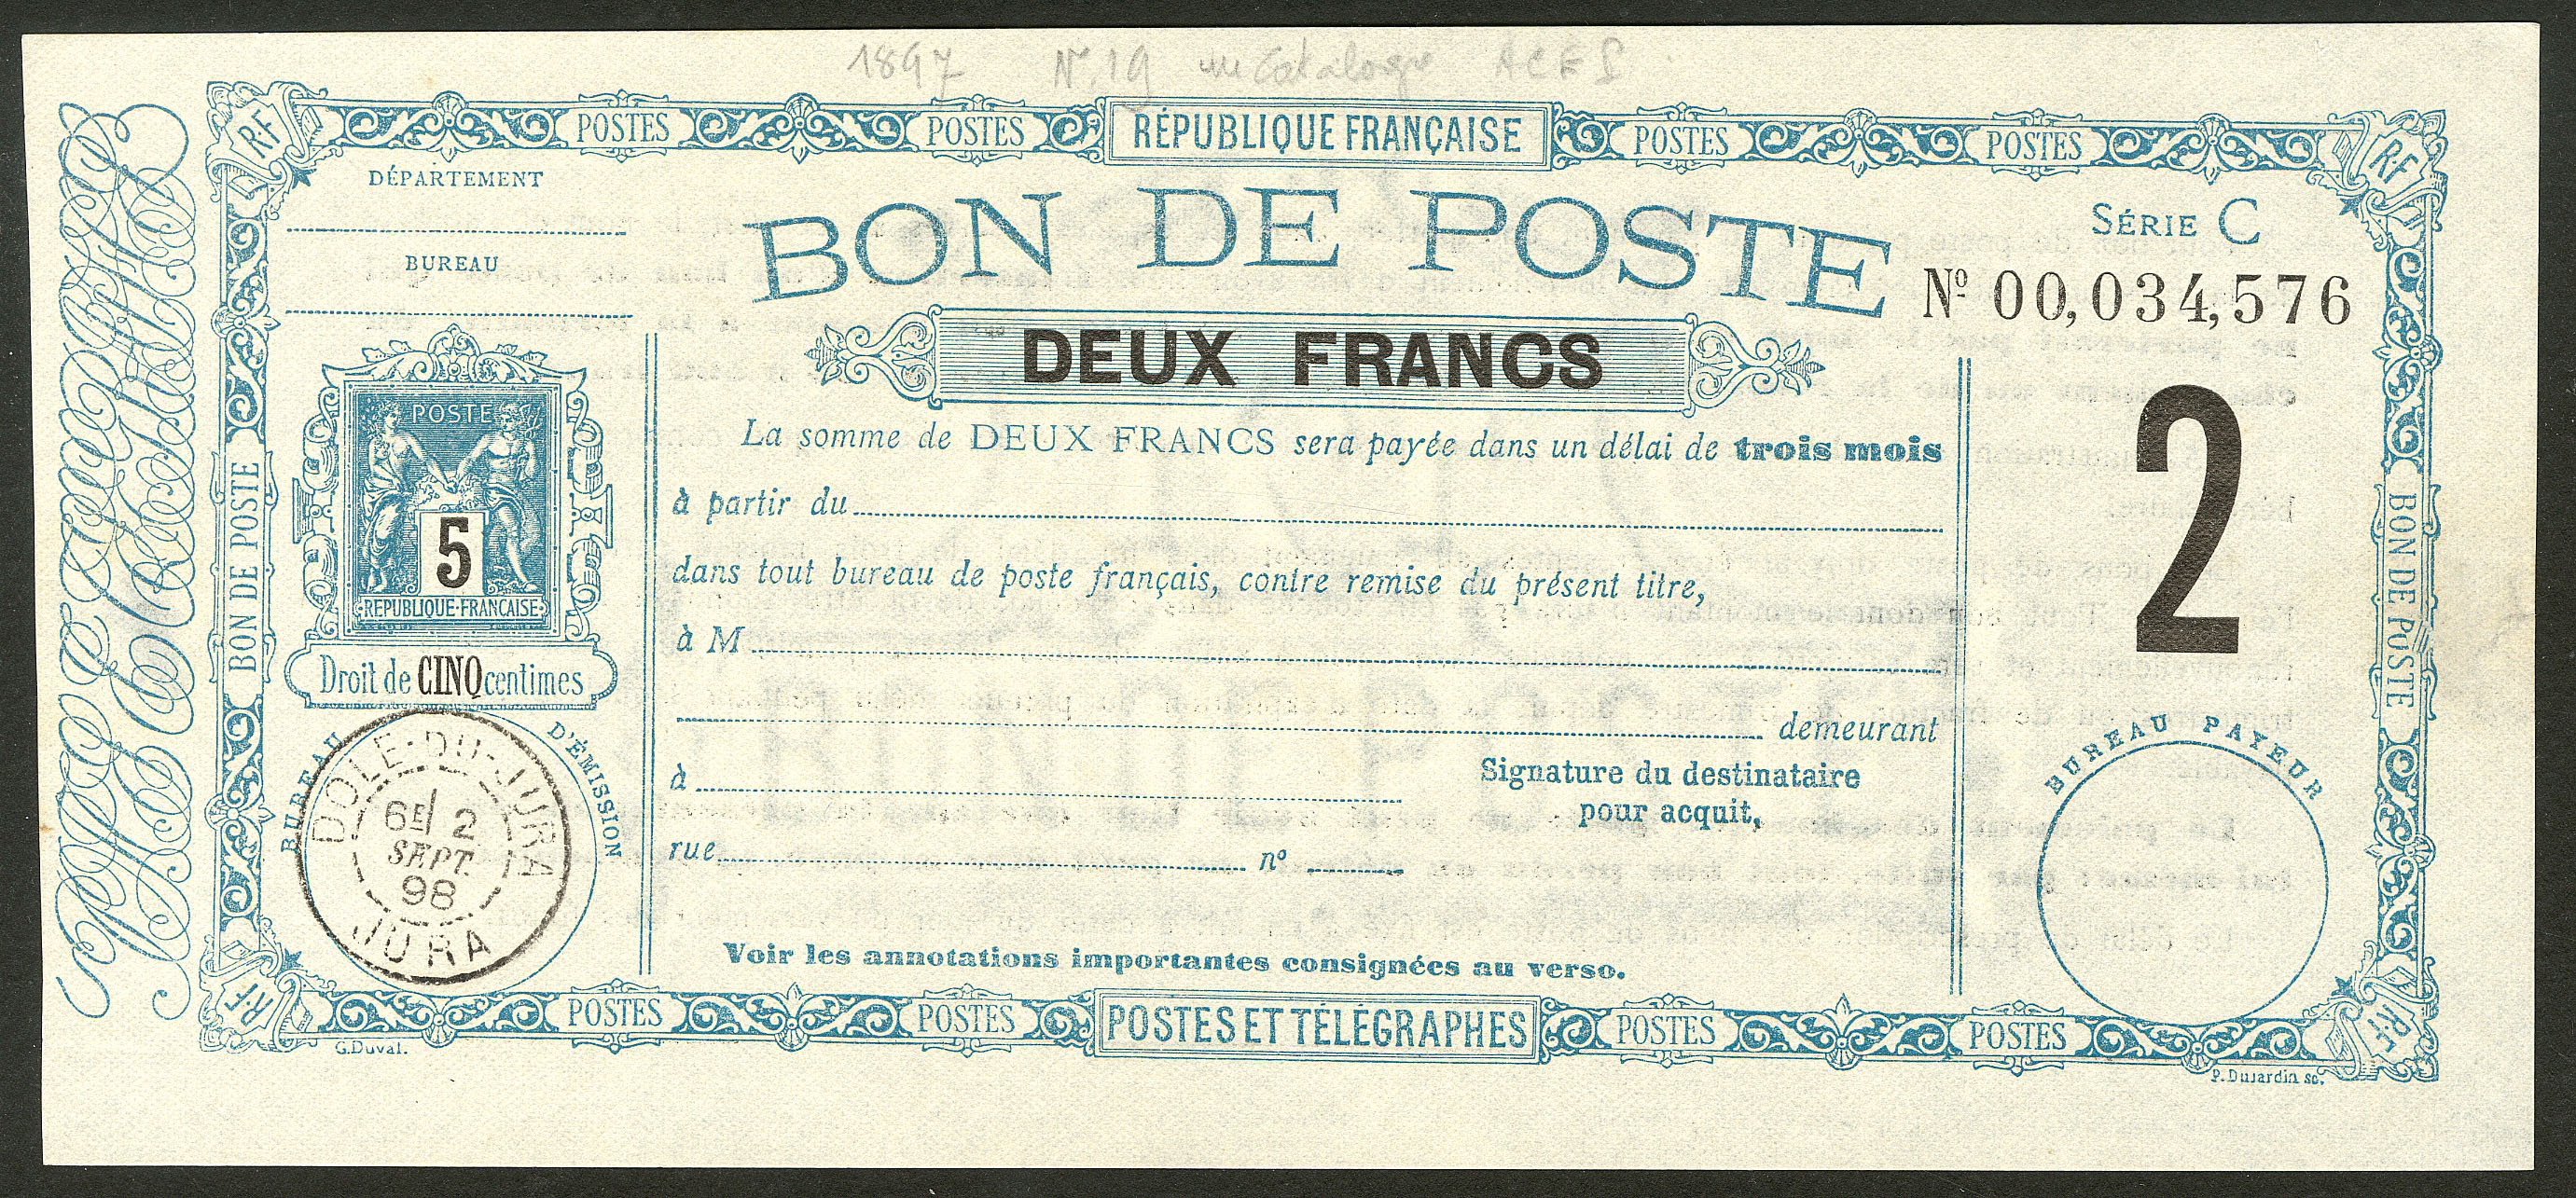 1897 N° 19 du Catalogue ACES
POSTES POSTES RÉPUBLIQUE FRANÇAISE POSTES POSTES
R·F R·F
DÉPARTEMENT
BUREAU
BON DE POSTE
SÉRIE C
Nº 00,034,576
DEUX FRANCS
2
POSTE
5
REPUBLIQUE·FRANCAISE
Droit de CINQ centimes
La somme de DEUX FRANCS sera payée dans un délai de trois mois
à partir du
dans tout bureau de poste français, contre remise du présent titre,
à M
demeurant
à
Signature du destinataire
pour acquit,
rue nº
Voir les annotations importantes consignées au verso.
BUREAU D'ÉMISSION
DOLE-DU-JURA
6E/ 2
SEPT.
98
JURA
BUREAU PAYEUR
BON DE POSTE
BON DE POSTE
R·F R·F
POSTES POSTES POSTES ET TÉLÉGRAPHES POSTES POSTES
G.Duval.
P. Dujardin sc.